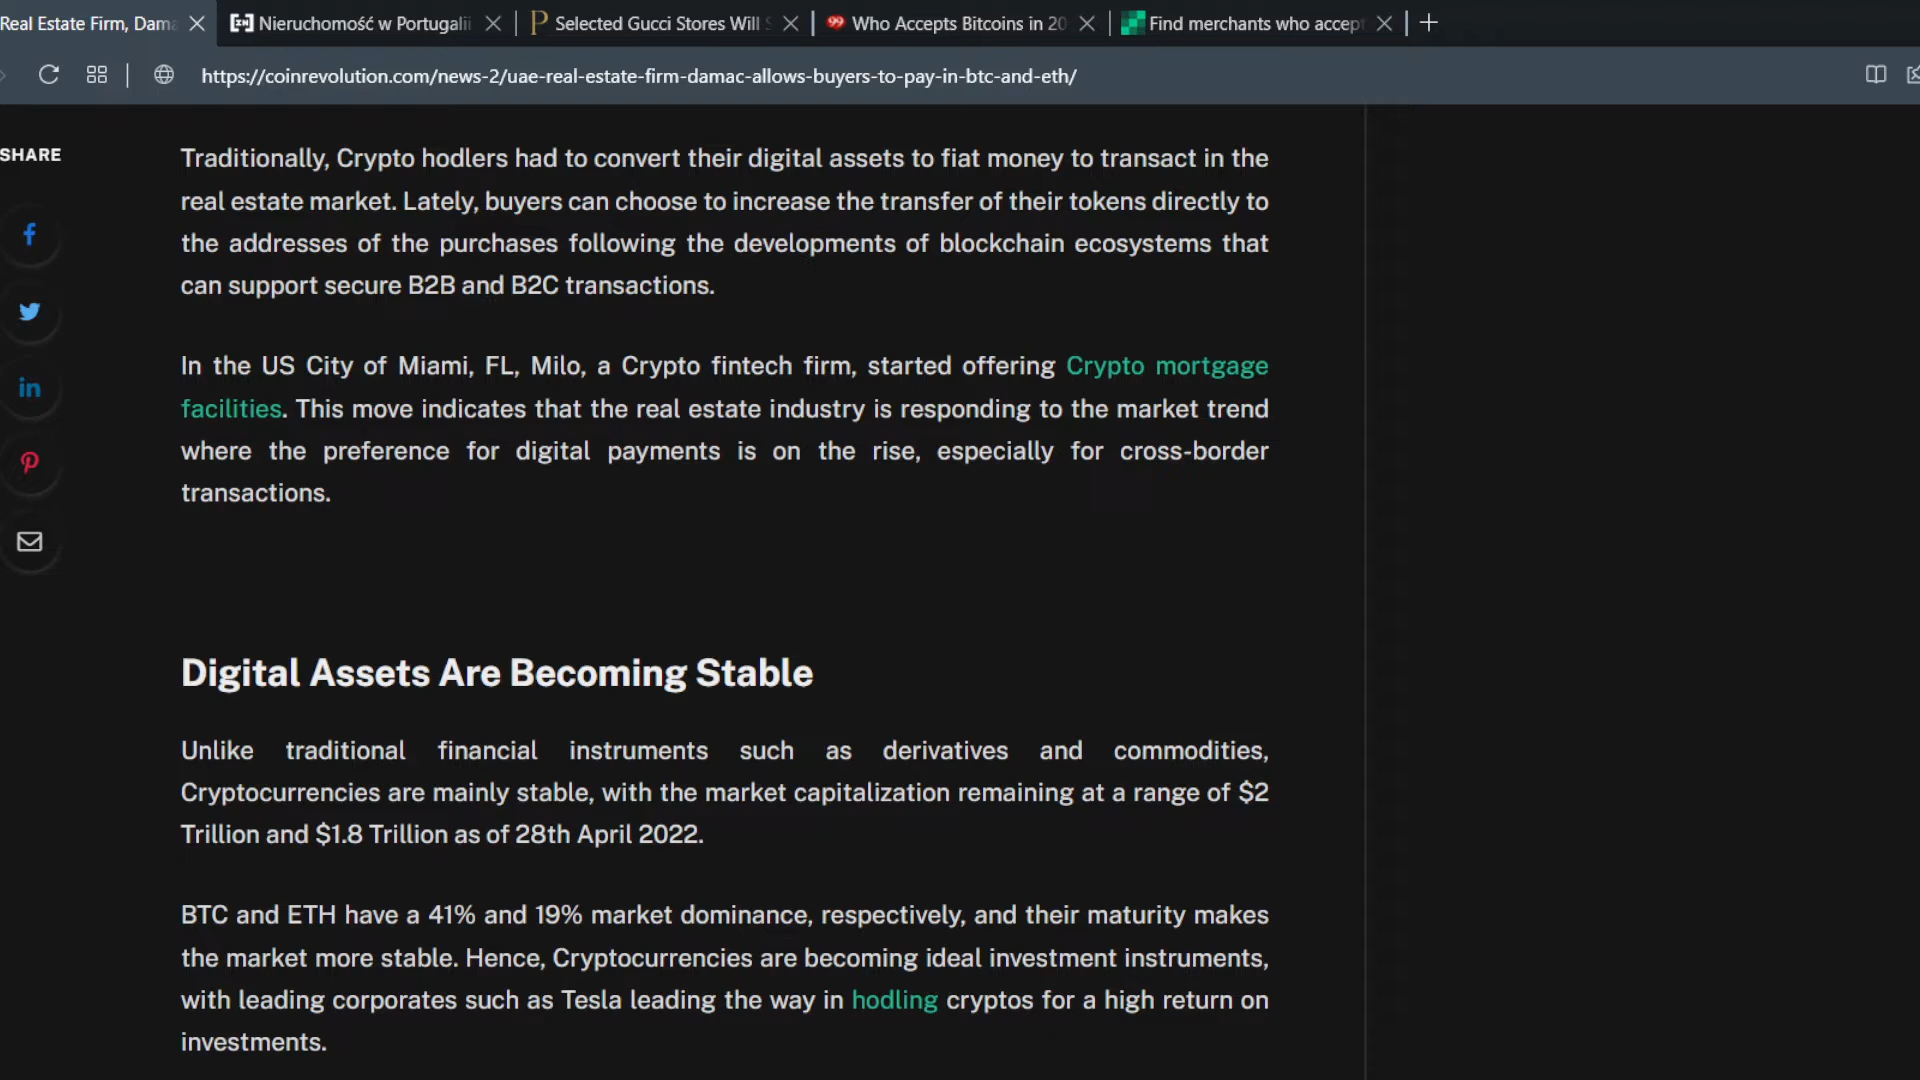 Real Estate Firm, Dama
Nieruchomość w Portugalii
Selected Gucci Stores Will S
Who Accepts Bitcoins in 20
Find merchants who accept
https://coinrevolution.com/news-2/uae-real-estate-firm-damac-allows-buyers-to-pay-in-btc-and-eth/
SHARE
Traditionally, Crypto hodlers had to convert their digital assets to fiat money to transact in the
real estate market. Lately, buyers can choose to increase the transfer of their tokens directly to
the addresses of the purchases following the developments of blockchain ecosystems that
can support secure B2B and B2C transactions.
In the US City of Miami, FL, Milo, a Crypto fintech firm, started offering Crypto mortgage
facilities. This move indicates that the real estate industry is responding to the market trend
where the preference for digital payments is on the rise, especially for cross-border
transactions.
Digital Assets Are Becoming Stable
Unlike traditional financial instruments such as derivatives and commodities,
Cryptocurrencies are mainly stable, with the market capitalization remaining at a range of $2
Trillion and $1.8 Trillion as of 28th April 2022.
BTC and ETH have a 41% and 19% market dominance, respectively, and their maturity makes
the market more stable. Hence, Cryptocurrencies are becoming ideal investment instruments,
with leading corporates such as Tesla leading the way in hodling cryptos for a high return on
investments.